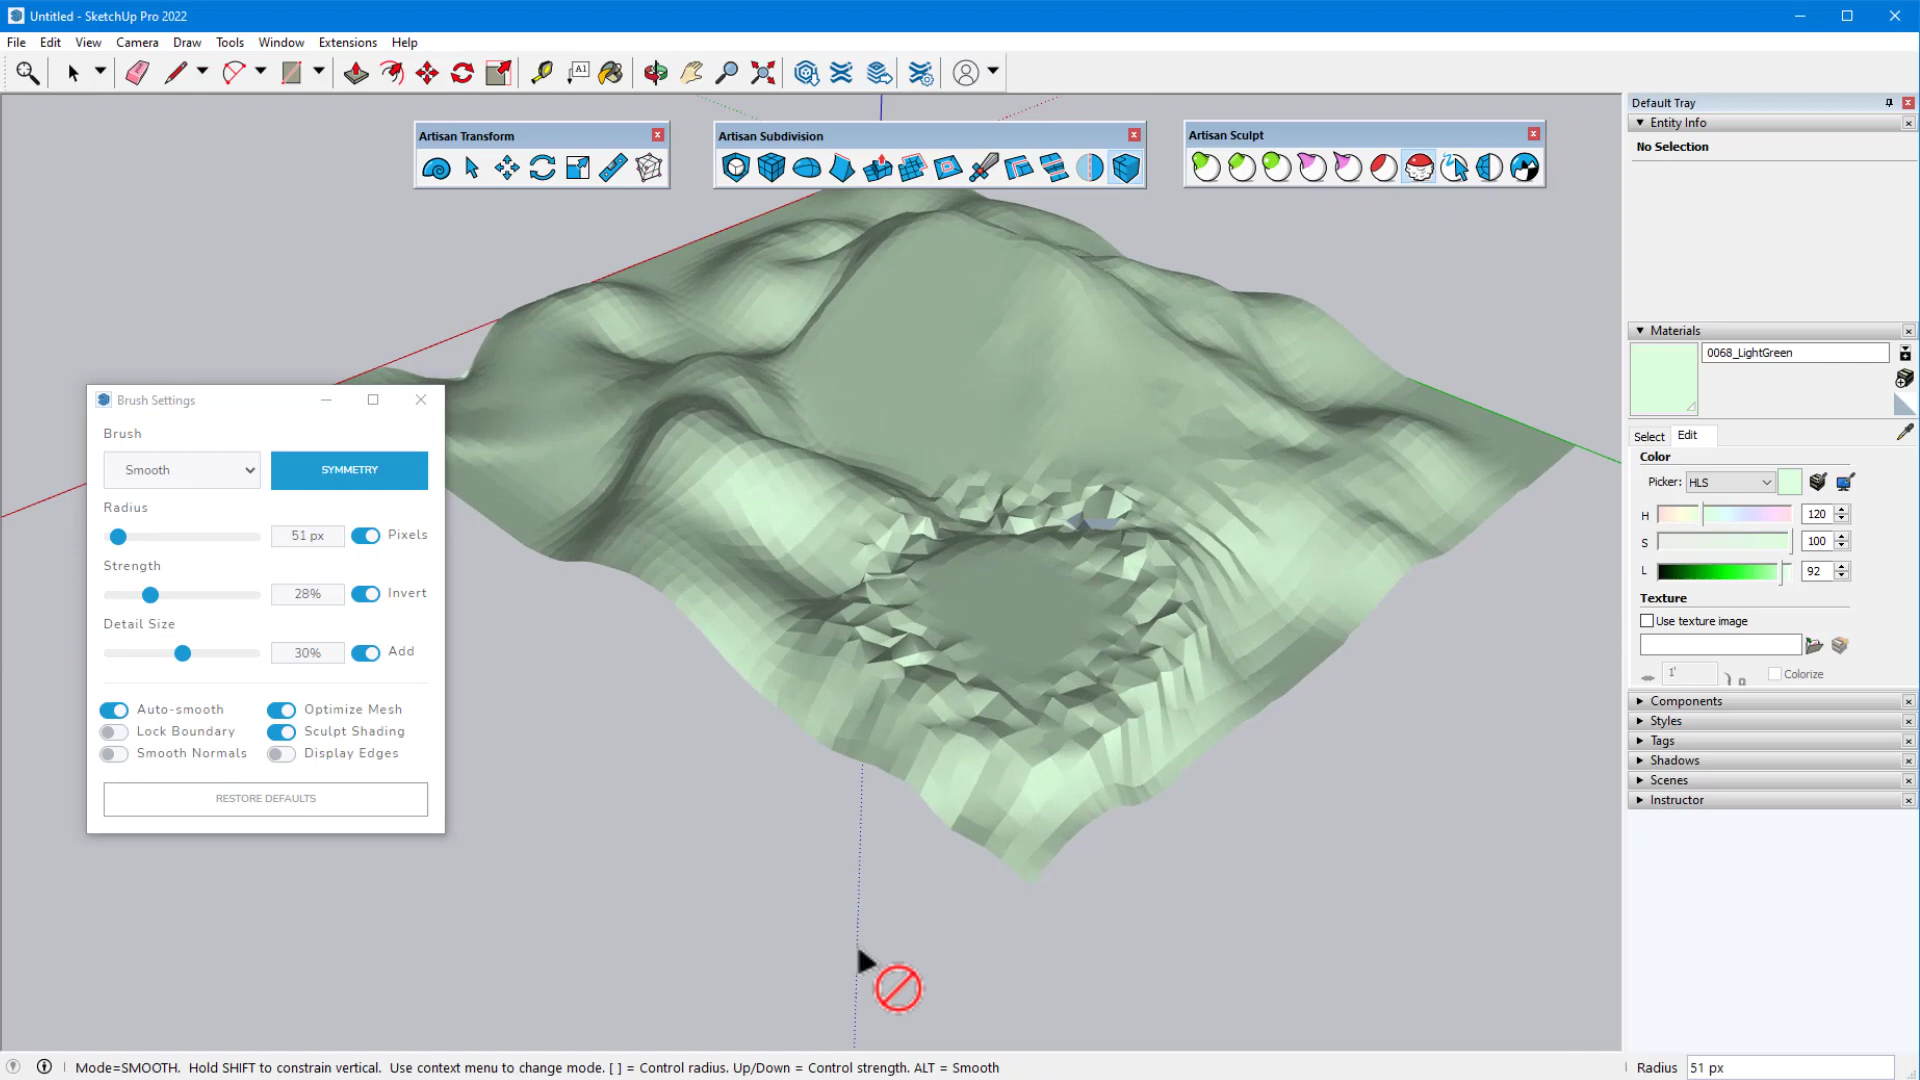 Untitled - SketchUp Pro 2022
File Edit View Camera Draw Tools Window Extensions Help
A1
Artisan Transform
Artisan Subdivision
Artisan Sculpt
Default Tray
Entity Info
No Selection
Materials
0068_LightGreen
Select Edit
Color
Picker: HLS
H 120
S 100
L 92
Texture
Use texture image
1'
Colorize
Components
Styles
Tags
Shadows
Scenes
Instructor
Brush Settings
Brush
Smooth SYMMETRY
Radius
51 px Pixels
Strength
28% Invert
Detail Size
30% Add
Auto-smooth Optimize Mesh
Lock Boundary Sculpt Shading
Smooth Normals Display Edges
RESTORE DEFAULTS
Mode=SMOOTH. Hold SHIFT to constrain vertical. Use context menu to change mode. [ ] = Control radius. Up/Down = Control strength. ALT = Smooth
Radius 51 px